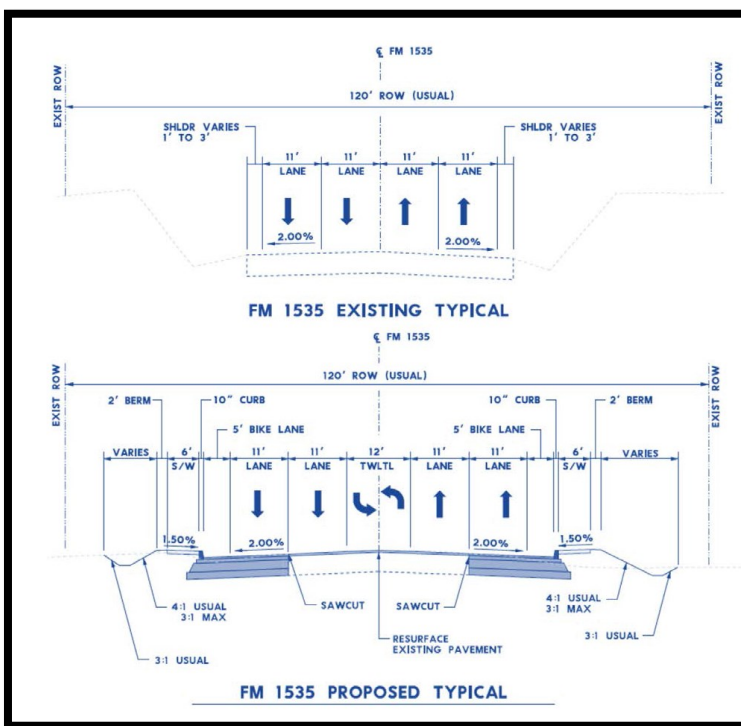 ℄ FM 1535
EXIST ROW
120' ROW (USUAL)
EXIST ROW
SHLDR VARIES
1' TO 3'
SHLDR VARIES
1' TO 3'
11'
LANE
11'
LANE
11'
LANE
11'
LANE
2.00%
2.00%
FM 1535 EXISTING TYPICAL
℄ FM 1535
EXIST ROW
120' ROW (USUAL)
EXIST ROW
2' BERM
10" CURB
10" CURB
2' BERM
5' BIKE LANE
5' BIKE LANE
VARIES
6'
S/W
11'
LANE
11'
LANE
12'
TWLTL
11'
LANE
11'
LANE
6'
S/W
VARIES
1.50%
2.00%
2.00%
1.50%
4:1 USUAL
3:1 MAX
3:1 USUAL
SAWCUT
SAWCUT
RESURFACE
EXISTING PAVEMENT
4:1 USUAL
3:1 MAX
3:1 USUAL
FM 1535 PROPOSED TYPICAL